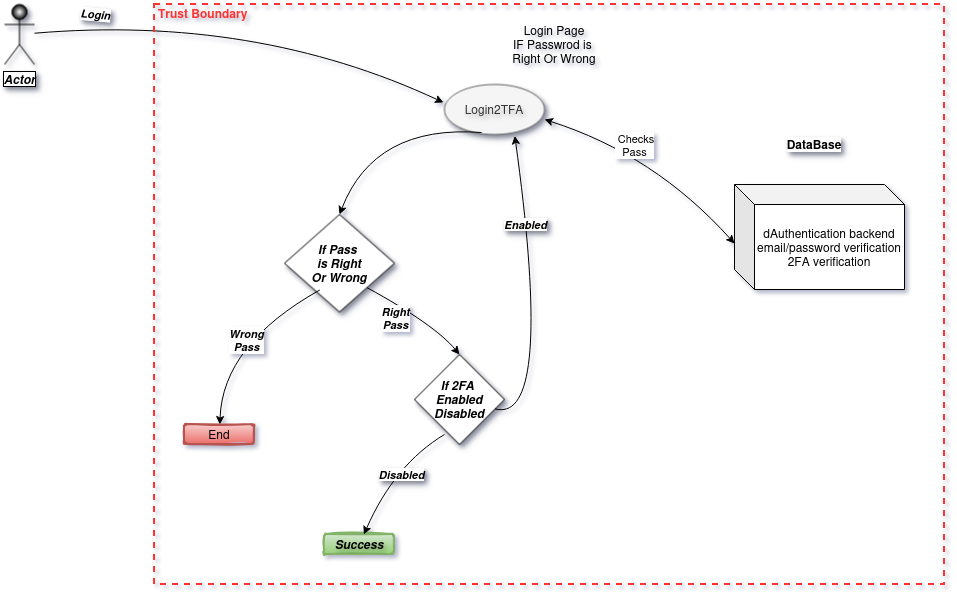 Login
Trust Boundary
Actor
Login Page
IF Passwrod is
Right Or Wrong
Login2TFA
Checks
Pass
DataBase
dAuthentication backend
email/password verification
2FA verification
Enabled
If Pass
is Right
Or Wrong
Right
Pass
Wrong
Pass
If 2FA
Enabled
Disabled
End
Disabled
Success